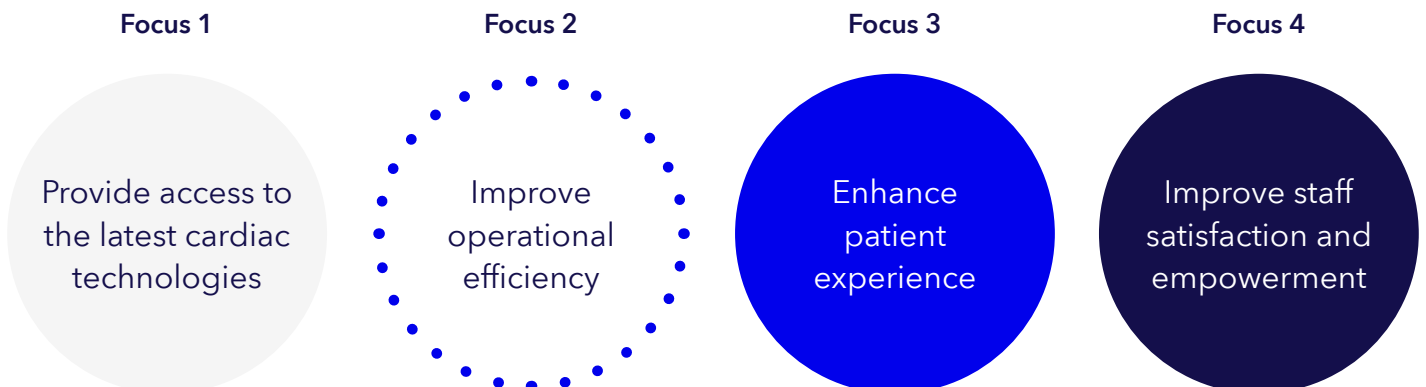 Focus 1
Focus 2
Focus 3
Focus 4
Provide access to
the latest cardiac
technologies
Improve
operational
efficiency
Enhance
patient
experience
Improve staff
satisfaction and
empowerment